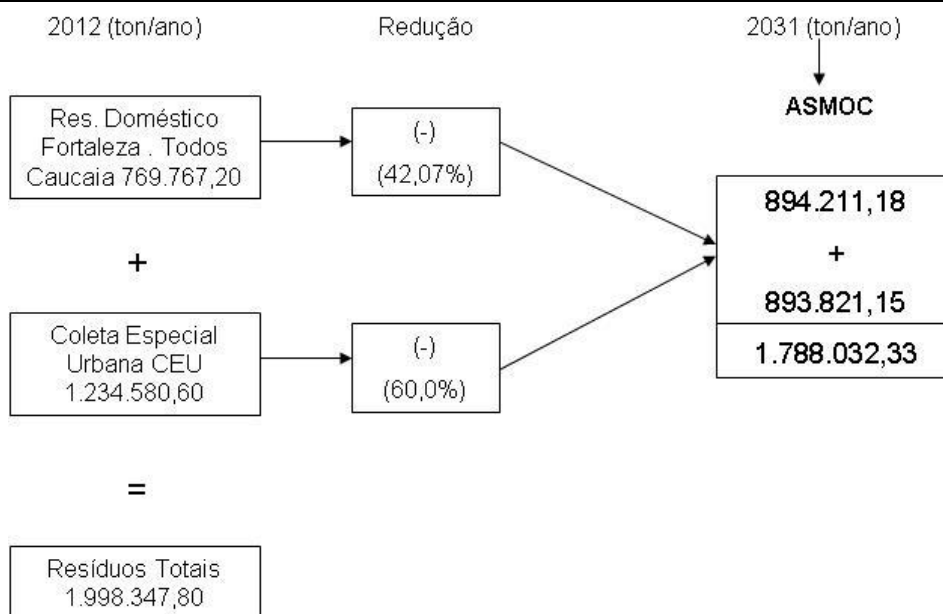 2012 (ton/ano)
Redução
2031 (ton/ano)
ASMOC
Res. Doméstico
Fortaleza . Todos
Caucaia 769.767,20
(-)
(42,07%)
894.211,18
+
893.821,15
1.788.032,33
+
Coleta Especial
Urbana CEU
1.234.580,60
(-)
(60,0%)
=
Resíduos Totais
1.998.347,80